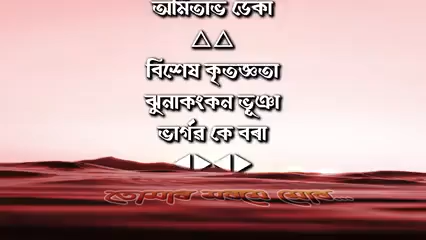 অমিতাভ ডেকা
বিশেষ কৃতজ্ঞতা
ঝুনাকংকন ভূঞা
ভাৰ্গৱ কে বৰা